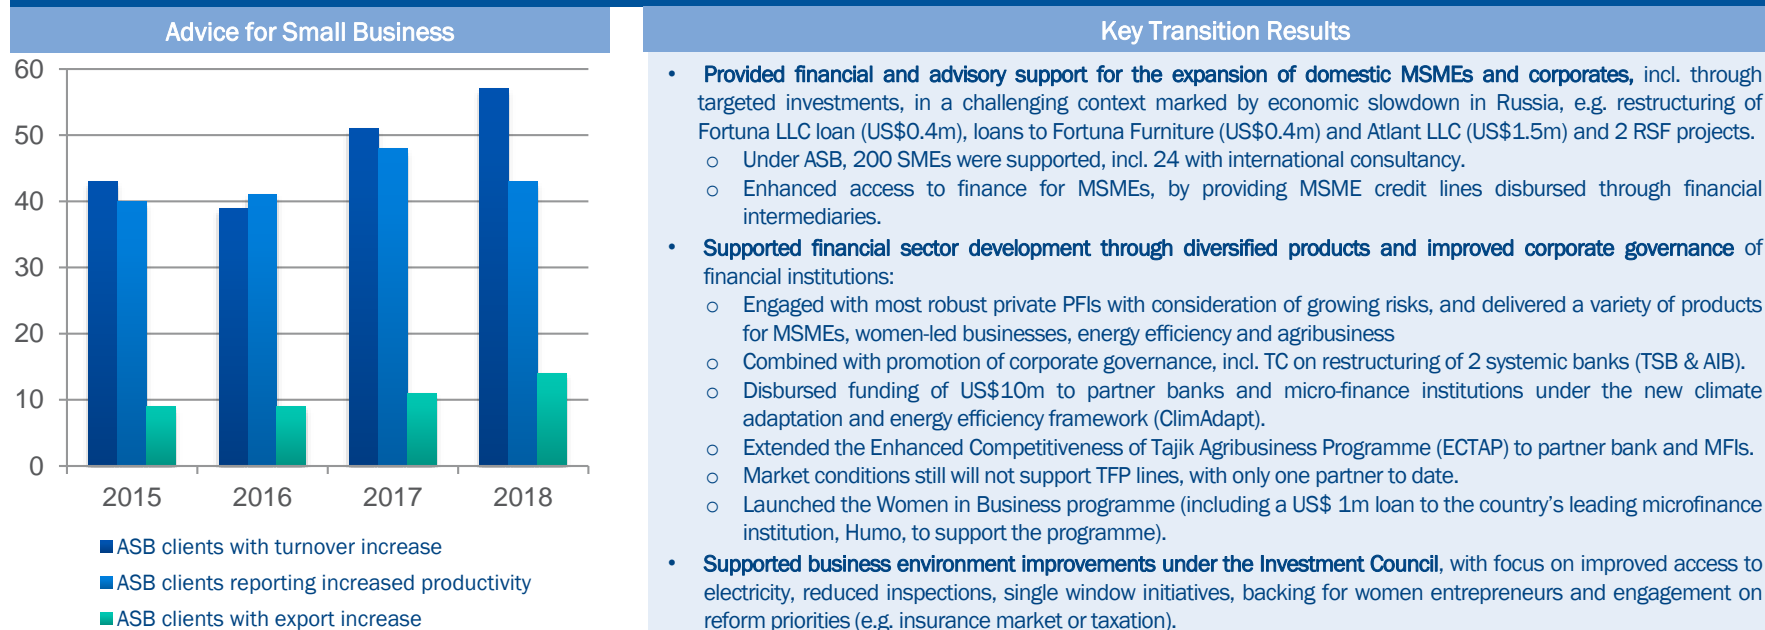 Advice for Small Business
60
50
40
30
20
10
0
2015 2016 2017 2018
ASB clients with turnover increase
ASB clients reporting increased productivity
ASB clients with export increase
Key Transition Results
• Provided financial and advisory support for the expansion of domestic MSMEs and corporates, incl. through
targeted investments, in a challenging context marked by economic slowdown in Russia, e.g. restructuring of
Fortuna LLC loan (US$0.4m), loans to Fortuna Furniture (US$0.4m) and Atlant LLC (US$1.5m) and 2 RSF projects.
o Under ASB, 200 SMEs were supported, incl. 24 with international consultancy.
o Enhanced access to finance for MSMEs, by providing MSME credit lines disbursed through financial
intermediaries.
• Supported financial sector development through diversified products and improved corporate governance of
financial institutions:
o Engaged with most robust private PFIs with consideration of growing risks, and delivered a variety of products
for MSMEs, women-led businesses, energy efficiency and agribusiness
o Combined with promotion of corporate governance, incl. TC on restructuring of 2 systemic banks (TSB & AIB).
o Disbursed funding of US$10m to partner banks and micro-finance institutions under the new climate
adaptation and energy efficiency framework (ClimAdapt).
o Extended the Enhanced Competitiveness of Tajik Agribusiness Programme (ECTAP) to partner bank and MFIs.
o Market conditions still will not support TFP lines, with only one partner to date.
o Launched the Women in Business programme (including a US$ 1m loan to the country's leading microfinance
institution, Humo, to support the programme).
• Supported business environment improvements under the Investment Council, with focus on improved access to
electricity, reduced inspections, single window initiatives, backing for women entrepreneurs and engagement on
reform priorities (e.g. insurance market or taxation).